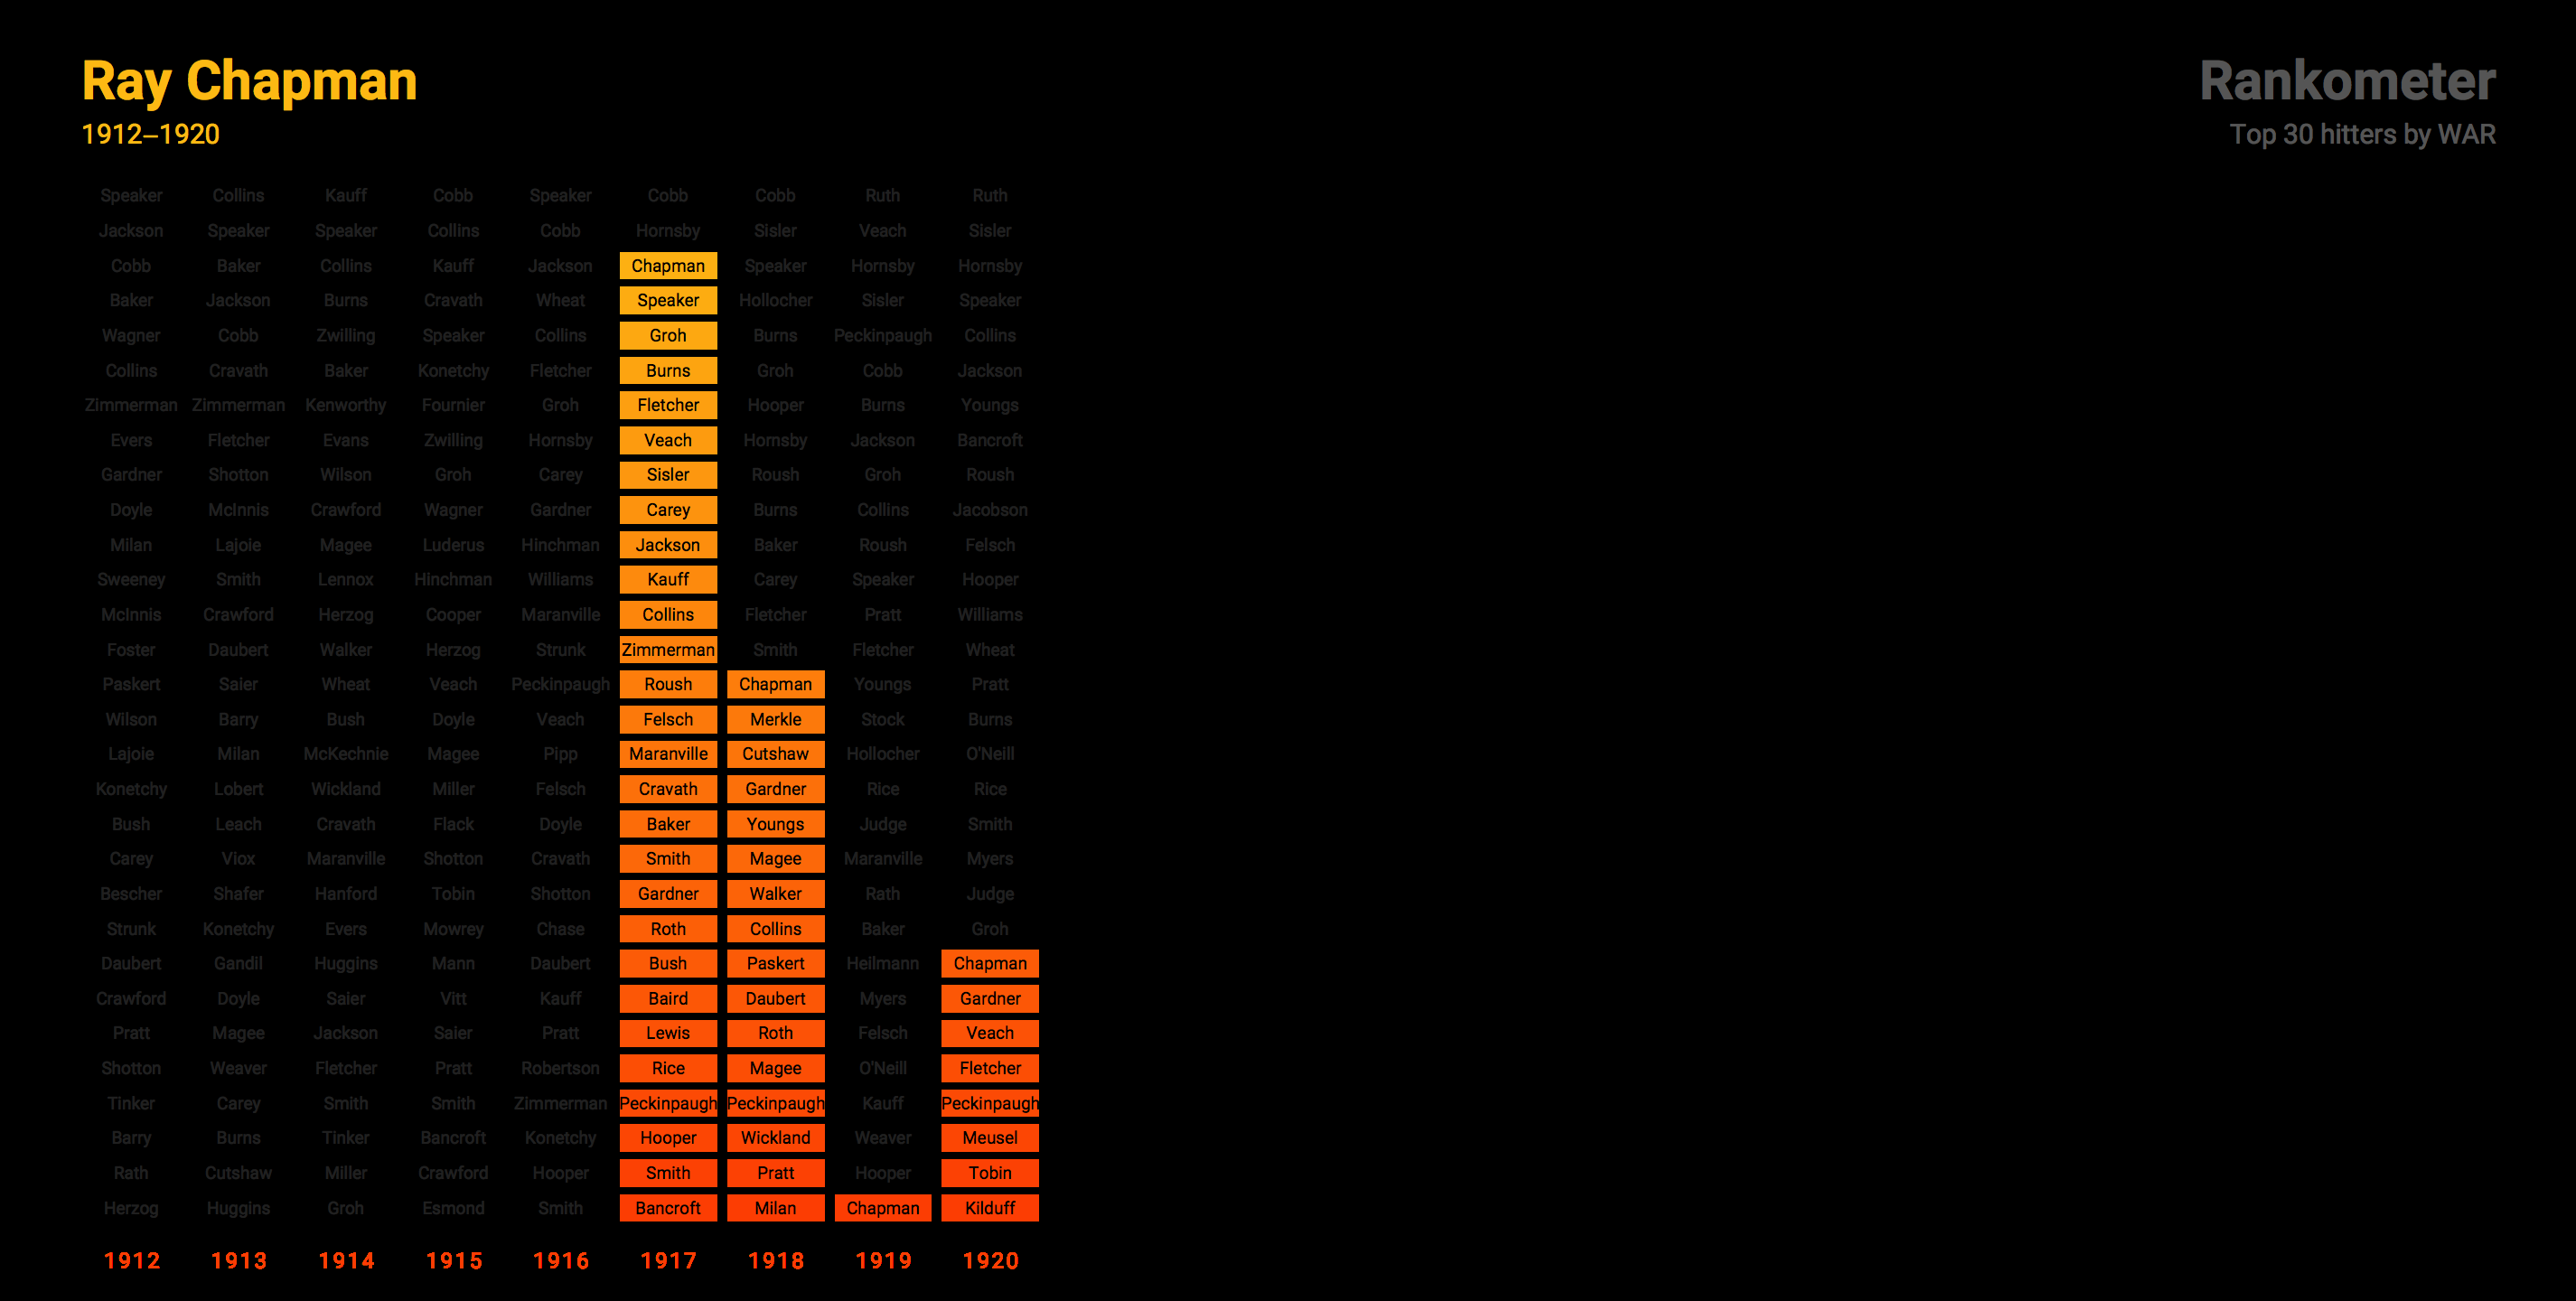 Ray Chapman
1912–1920
Rankometer
Top 30 hitters by WAR
Speaker Collins Kauff Cobb Speaker Cobb Cobb Ruth Ruth
Jackson Speaker Speaker Collins Cobb Hornsby Sisler Veach Sisler
Cobb Baker Collins Kauff Jackson Chapman Speaker Hornsby Hornsby
Baker Jackson Burns Cravath Wheat Speaker Hollocher Sisler Speaker
Wagner Cobb Zwilling Speaker Collins Groh Burns Peckinpaugh Collins
Collins Cravath Baker Konetchy Fletcher Burns Groh Cobb Jackson
Zimmerman Zimmerman Kenworthy Fournier Groh Fletcher Hooper Burns Youngs
Evers Fletcher Evans Zwilling Hornsby Veach Hornsby Jackson Bancroft
Gardner Shotton Wilson Groh Carey Sisler Roush Groh Roush
Doyle McInnis Crawford Wagner Gardner Carey Burns Collins Jacobson
Milan Lajoie Magee Luderus Hinchman Jackson Baker Roush Felsch
Sweeney Smith Lennox Hinchman Williams Kauff Carey Speaker Hooper
McInnis Crawford Herzog Cooper Maranville Collins Fletcher Pratt Williams
Foster Daubert Walker Herzog Strunk Zimmerman Smith Fletcher Wheat
Paskert Saier Wheat Veach Peckinpaugh Roush Chapman Youngs Pratt
Wilson Barry Bush Doyle Veach Felsch Merkle Stock Burns
Lajoie Milan McKechnie Magee Pipp Maranville Cutshaw Hollocher O'Neill
Konetchy Lobert Wickland Miller Felsch Cravath Gardner Rice Rice
Bush Leach Cravath Flack Doyle Baker Youngs Judge Smith
Carey Viox Maranville Shotton Cravath Smith Magee Maranville Myers
Bescher Shafer Hanford Tobin Shotton Gardner Walker Rath Judge
Strunk Konetchy Evers Mowrey Chase Roth Collins Baker Groh
Daubert Gandil Huggins Mann Daubert Bush Paskert Heilmann Chapman
Crawford Doyle Saier Vitt Kauff Baird Daubert Myers Gardner
Pratt Magee Jackson Saier Pratt Lewis Roth Felsch Veach
Shotton Weaver Fletcher Pratt Robertson Rice Magee O'Neill Fletcher
Tinker Carey Smith Smith Zimmerman Peckinpaugh Peckinpaugh Kauff Peckinpaugh
Barry Burns Tinker Bancroft Konetchy Hooper Wickland Weaver Meusel
Rath Cutshaw Miller Crawford Hooper Smith Pratt Hooper Tobin
Herzog Huggins Groh Esmond Smith Bancroft Milan Chapman Kilduff
1912 1913 1914 1915 1916 1917 1918 1919 1920